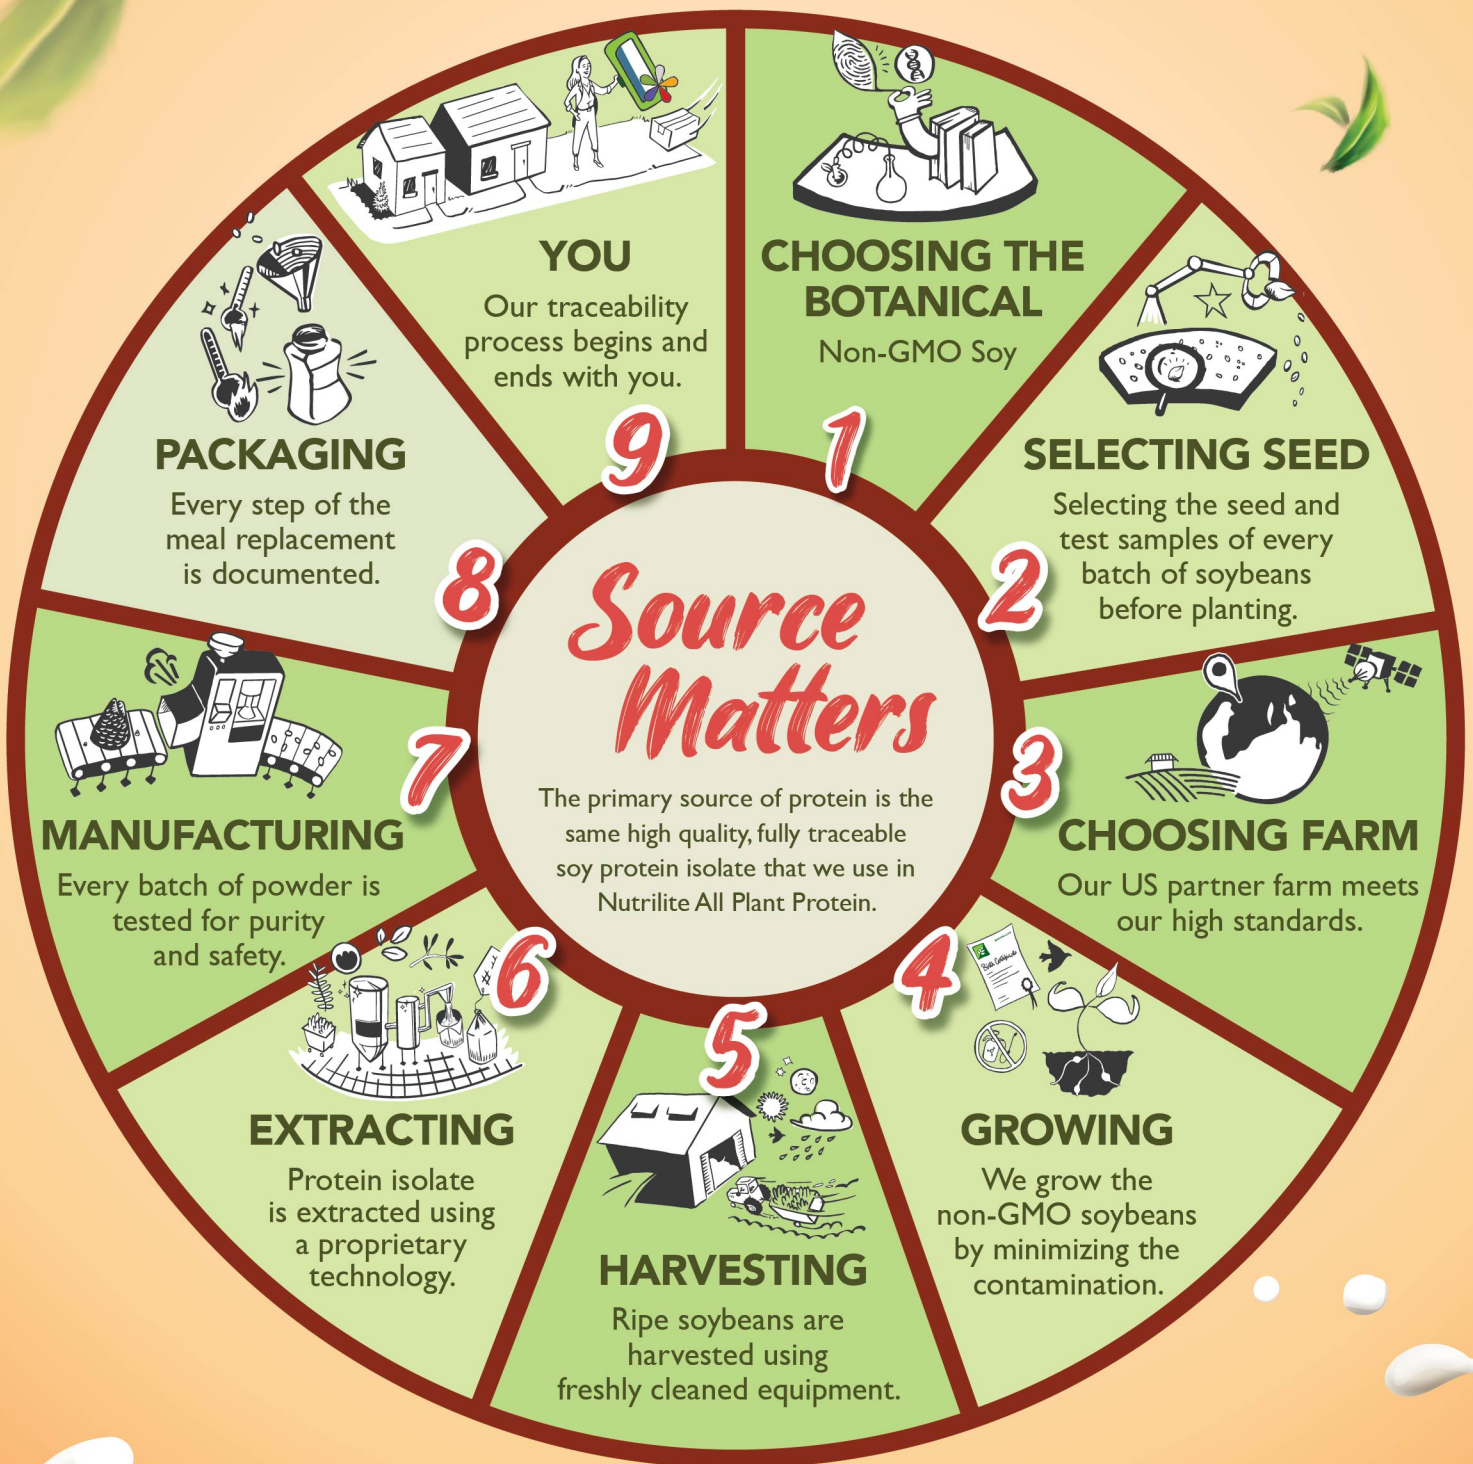 Source
Matters
The primary source of protein is the
same high quality, fully traceable
soy protein isolate that we use in
Nutrilite All Plant Protein.
1
CHOOSING THE
BOTANICAL
Non-GMO Soy
2
SELECTING SEED
Selecting the seed and
test samples of every
batch of soybeans
before planting.
3
CHOOSING FARM
Our US partner farm meets
our high standards.
4
Birth Certificate
GROWING
We grow the
non-GMO soybeans
by minimizing the
contamination.
5
HARVESTING
Ripe soybeans are
harvested using
freshly cleaned equipment.
6
EXTRACTING
Protein isolate
is extracted using
a proprietary
technology.
7
MANUFACTURING
Every batch of powder is
tested for purity
and safety.
8
PACKAGING
Every step of the
meal replacement
is documented.
9
YOU
Our traceability
process begins and
ends with you.